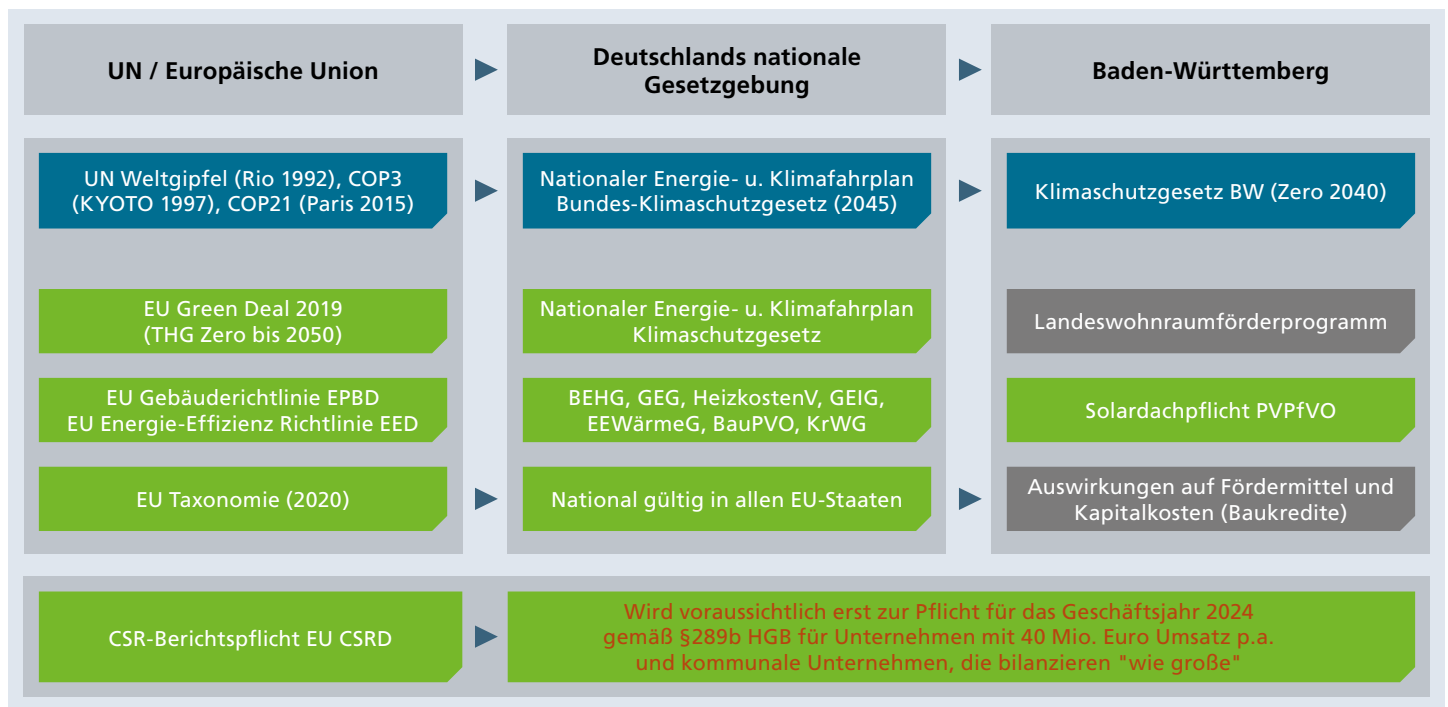 UN / Europäische Union
Deutschlands nationale
Gesetzgebung
Baden-Württemberg
UN Weltgipfel (Rio 1992), COP3
(KYOTO 1997), COP21 (Paris 2015)
Nationaler Energie- u. Klimafahrplan
Bundes-Klimaschutzgesetz (2045)
Klimaschutzgesetz BW (Zero 2040)
EU Green Deal 2019
(THG Zero bis 2050)
Nationaler Energie- u. Klimafahrplan
Klimaschutzgesetz
Landeswohnraumförderprogramm
EU Gebäuderichtlinie EPBD
EU Energie-Effizienz Richtlinie EED
BEHG, GEG, HeizkostenV, GEIG,
EEWärmeG, BauPVO, KrWG
Solardachpflicht PVPfVO
EU Taxonomie (2020)
National gültig in allen EU-Staaten
Auswirkungen auf Fördermittel und
Kapitalkosten (Baukredite)
CSR-Berichtspflicht EU CSRD
Wird voraussichtlich erst zur Pflicht für das Geschäftsjahr 2024
gemäß §289b HGB für Unternehmen mit 40 Mio. Euro Umsatz p.a.
und kommunale Unternehmen, die bilanzieren "wie große"